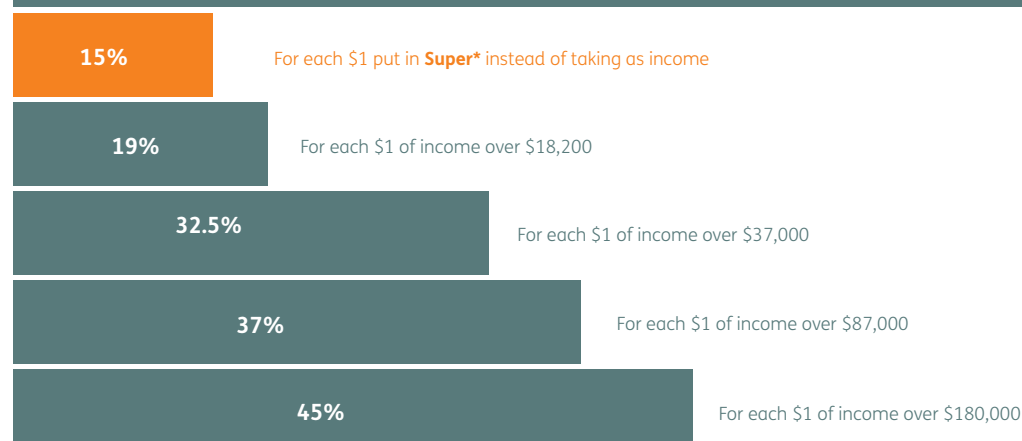 15%
For each $1 put in Super* instead of taking as income
19%
For each $1 of income over $18,200
32.5%
For each $1 of income over $37,000
37%
For each $1 of income over $87,000
45%
For each $1 of income over $180,000